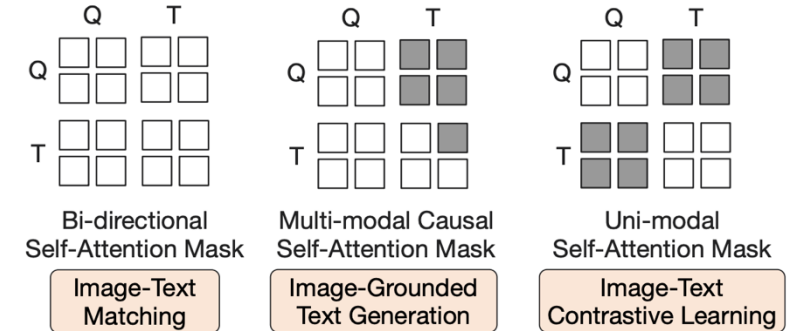 Q T
Q
T
Bi-directional
Self-Attention Mask
Image-Text
Matching
Q T
Q
T
Multi-modal Causal
Self-Attention Mask
Image-Grounded
Text Generation
Q T
Q
T
Uni-modal
Self-Attention Mask
Image-Text
Contrastive Learning